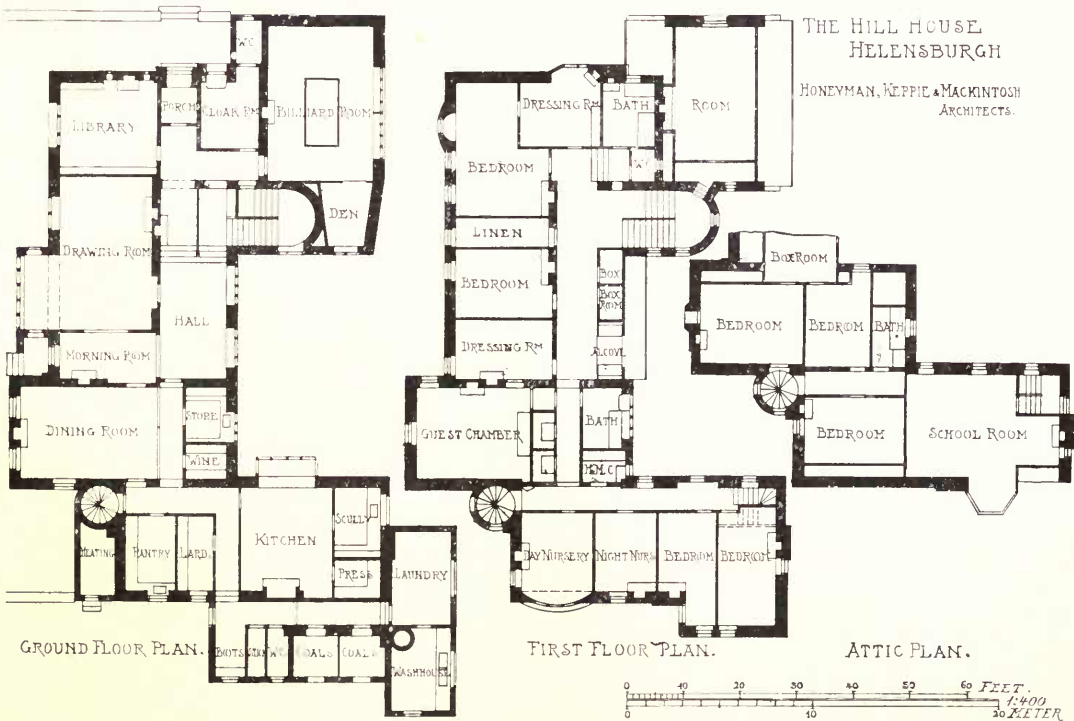 THE HILL HOUSE
HELENSBURGH
HONEYMAN, KEPPIE & MACKINTOSH
ARCHITECTS.
W.C
PORCH
CLOAK RM
BILLIARD ROOM
LIBRARY
DEN
DRAWING ROOM
HALL
MORNING ROOM
DINING ROOM
STORE
WINE
KITCHEN
SCULLY
HEATING
PANTRY
LARD.
PRESS
LAUNDRY
BOOTS
W.C
COALS
COALS
WASHHOUSE
GROUND FLOOR PLAN.
DRESSING RM
BATH
ROOM
BEDROOM
W.C
LINEN
BEDROOM
BOX
BOX
ROOM
DRESSING RM
ALCOVE
GUEST CHAMBER
BATH
H.M.C
DAY NURSERY
NIGHT NURS.
BEDROOM
BEDROOM
FIRST FLOOR PLAN.
BOX ROOM
BEDROOM
BEDROOM
BATH
BEDROOM
SCHOOL ROOM
ATTIC PLAN.
0 10 20 30 40 50 60 FEET.
1:400
0 10 20 METER